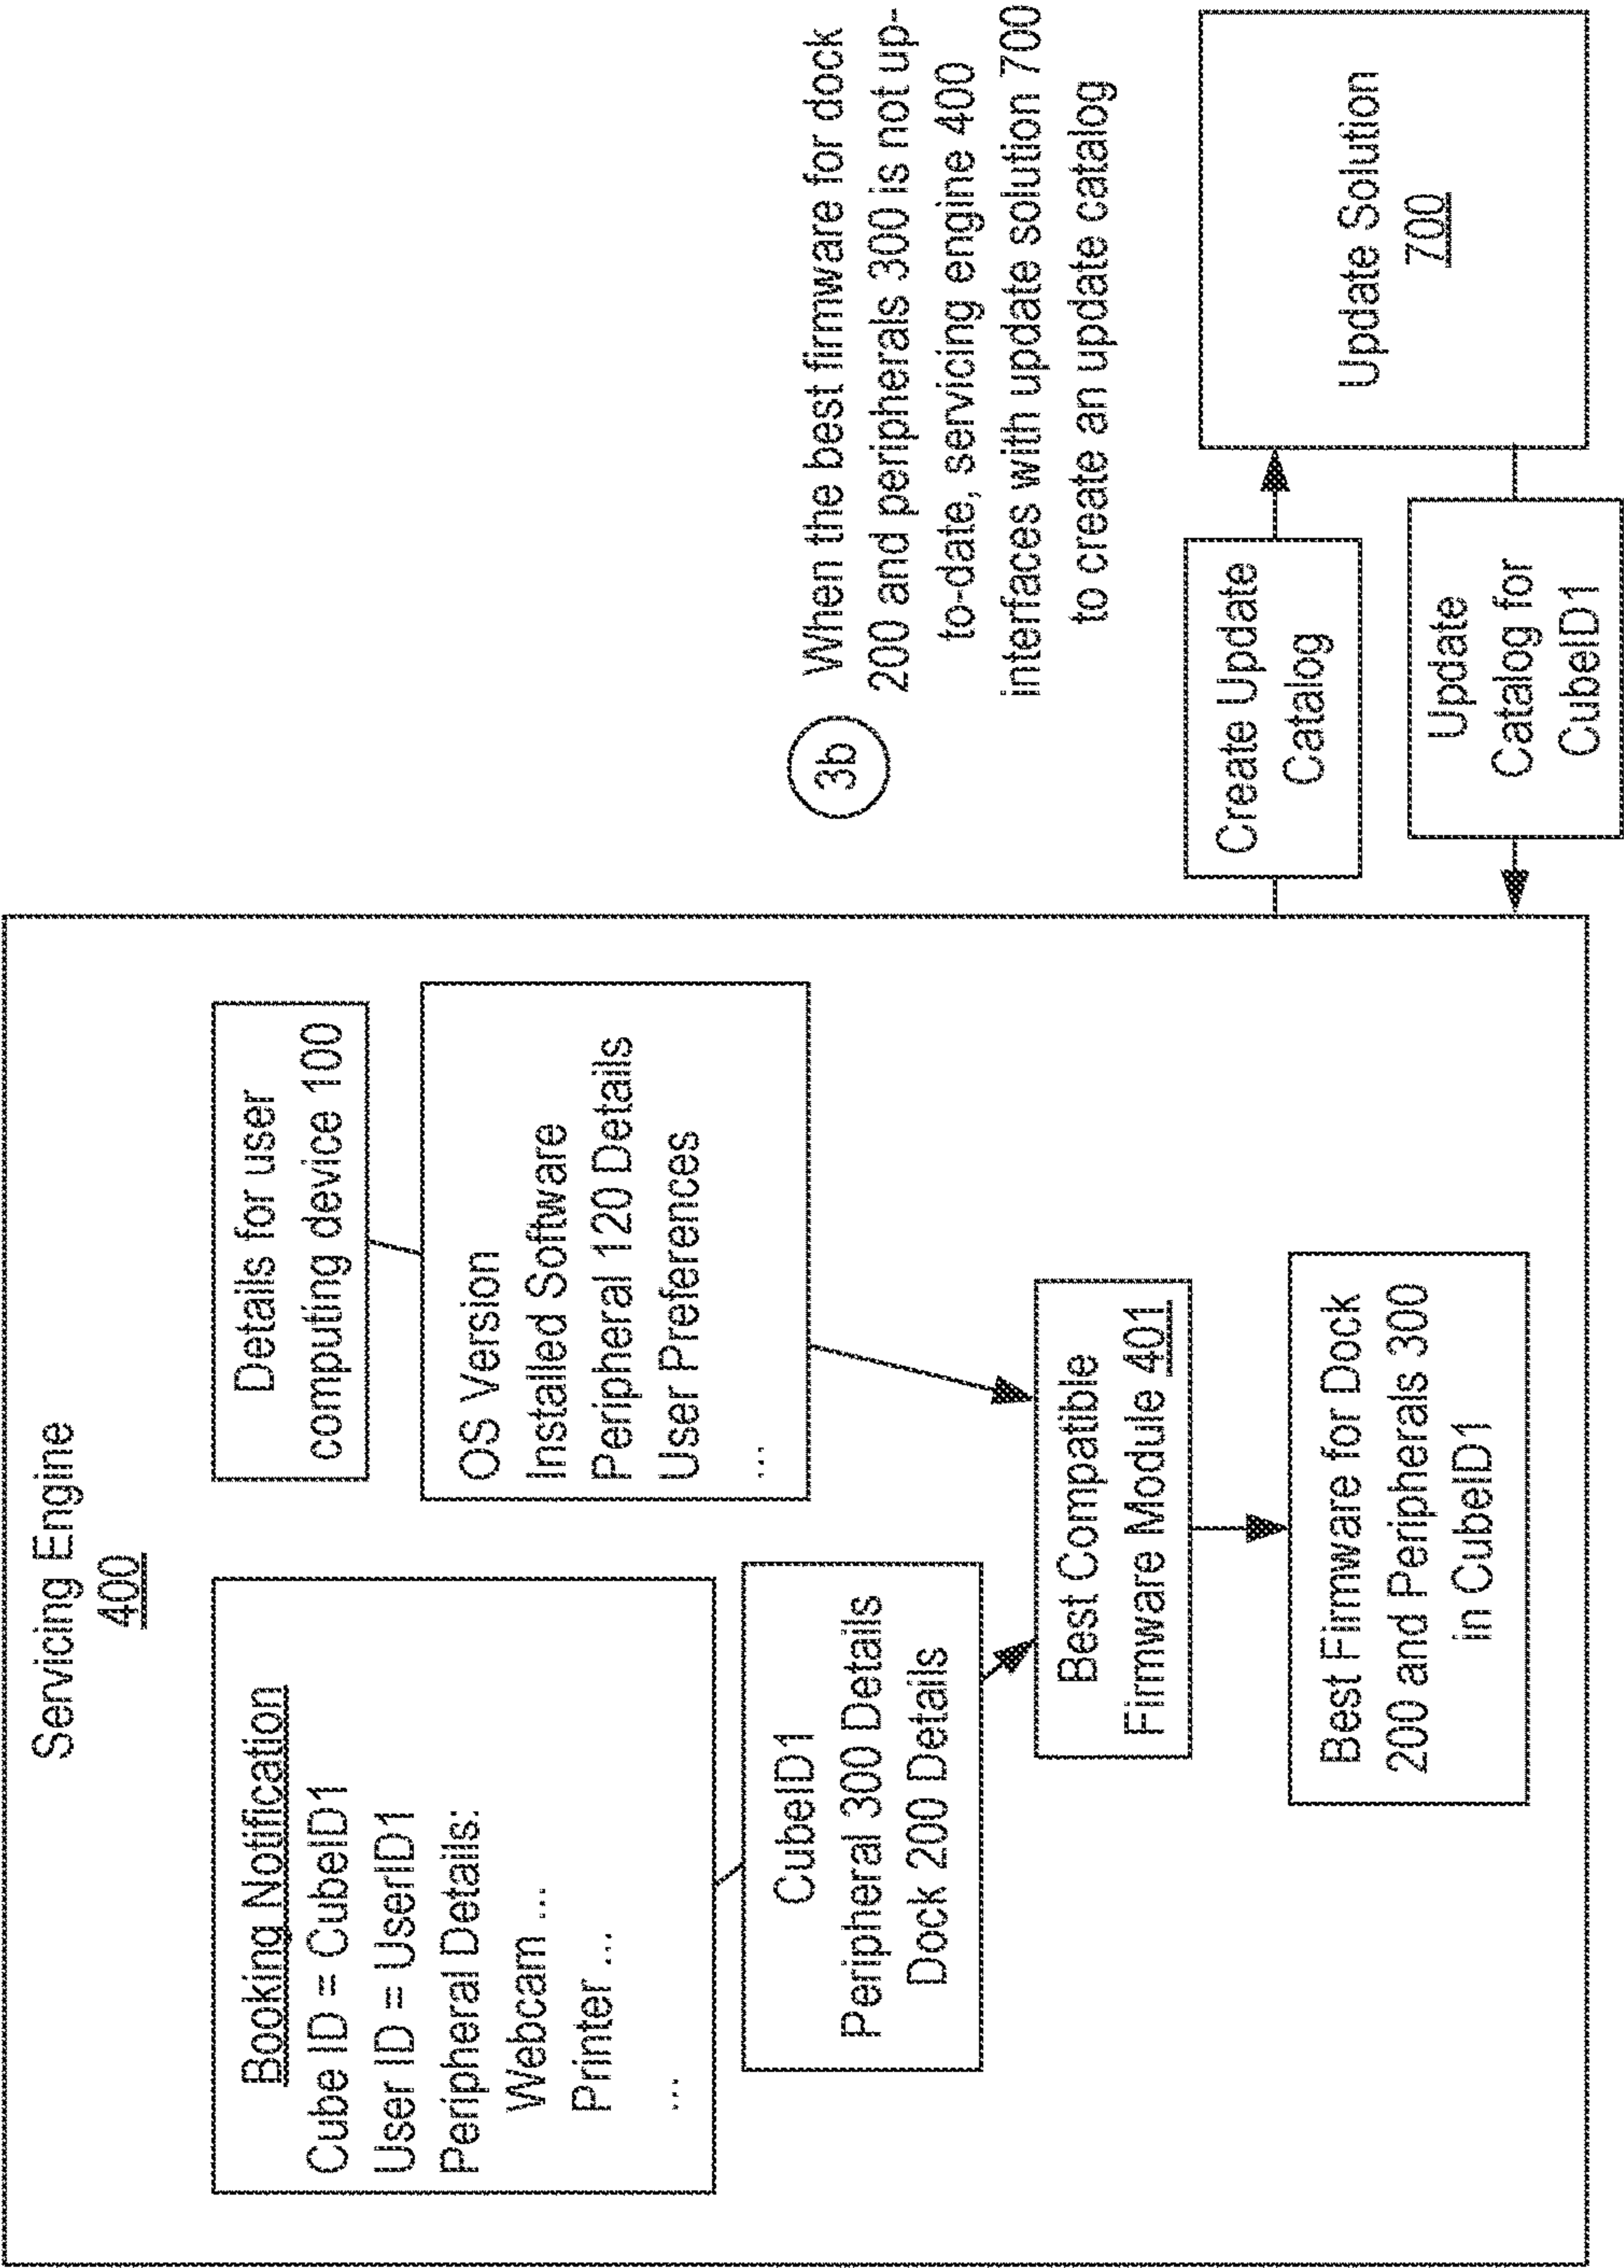 Servicing Engine
400
Booking Notification
Cube ID = CubeID1
User ID = UserID1
Peripheral Details:
Webcam ...
Printer ...
...
Details for user
computing device 100
OS Version
Installed Software
Peripheral 120 Details
User Preferences
...
CubeID1
Peripheral 300 Details
Dock 200 Details
Best Compatible
Firmware Module 401
Best Firmware for Dock
200 and Peripherals 300
in CubeID1
3b
When the best firmware for dock
200 and peripherals 300 is not up-
to-date, servicing engine 400
interfaces with update solution 700
to create an update catalog
Create Update
Catalog
Update
Catalog for
CubeID1
Update Solution
700